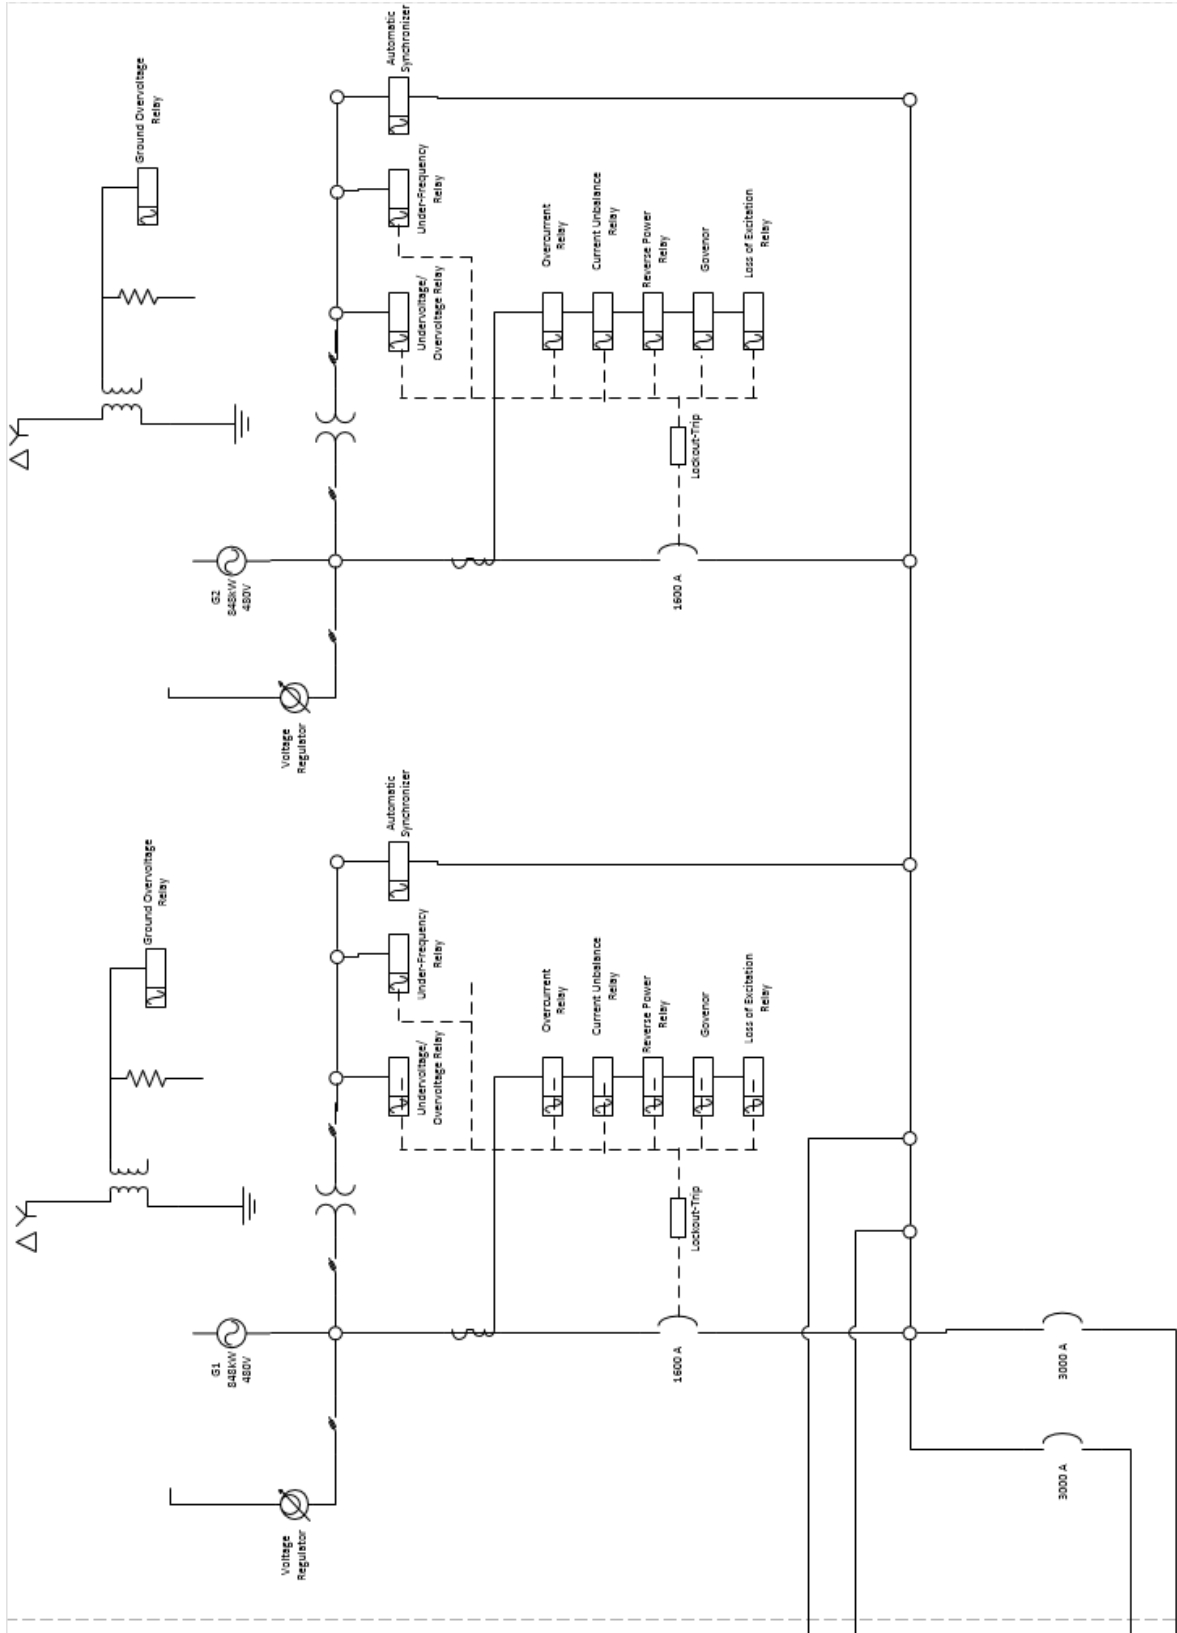 Ground Overvoltage
Relay
Automatic
Synchronizer
Under-Frequency
Relay
Undervoltage/
Overvoltage Relay
Overcurrent
Relay
Current Unbalance
Relay
Reverse Power
Relay
Govenor
Loss of Excitation
Relay
Lockout-Trip
G2
848kW
480V
1600 A
Voltage
Regulator
Ground Overvoltage
Relay
Automatic
Synchronizer
Under-Frequency
Relay
Undervoltage/
Overvoltage Relay
Overcurrent
Relay
Current Unbalance
Relay
Reverse Power
Relay
Govenor
Loss of Excitation
Relay
Lockout-Trip
G1
848kW
480V
1600 A
Voltage
Regulator
3000 A
3000 A